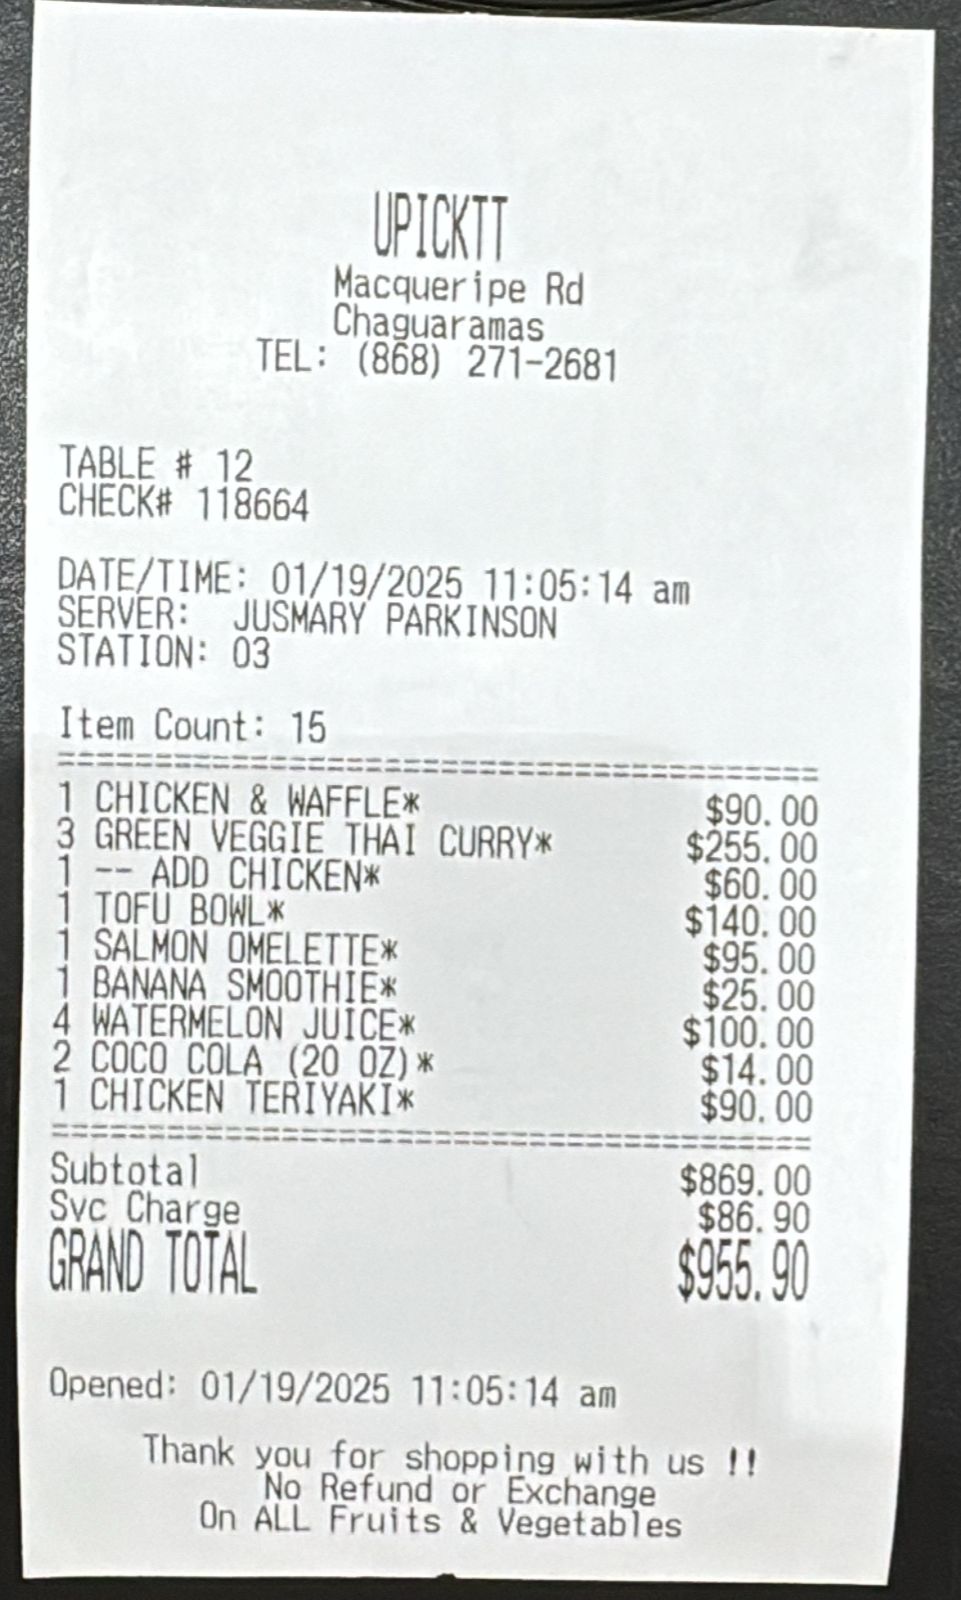 UPICKTT
Macqueripe Rd
Chaguaramas
TEL: (868) 271-2681
TABLE # 12
CHECK# 118664
DATE/TIME: 01/19/2025 11:05:14 am
SERVER: JUSMARY PARKINSON
STATION: 03
Item Count: 15
========================================
1 CHICKEN & WAFFLE* $90.00
3 GREEN VEGGIE THAI CURRY* $255.00
1 -- ADD CHICKEN* $60.00
1 TOFU BOWL* $140.00
1 SALMON OMELETTE* $95.00
1 BANANA SMOOTHIE* $25.00
4 WATERMELON JUICE* $100.00
2 COCO COLA (20 OZ)* $14.00
1 CHICKEN TERIYAKI* $90.00
========================================
Subtotal $869.00
Svc Charge $86.90
GRAND TOTAL $955.90
Opened: 01/19/2025 11:05:14 am
Thank you for shopping with us !!
No Refund or Exchange
On ALL Fruits & Vegetables